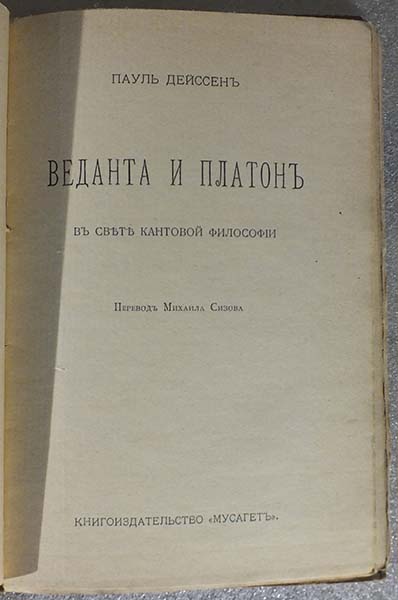 ПАУЛЬ ДЕЙССЕНЪ
ВЕДАНТА И ПЛАТОНЪ
ВЪ СВѢТѢ КАНТОВОЙ ФИЛОСОФІИ
ПЕРЕВОДЪ МИХАИЛА СИЗОВА
КНИГОИЗДАТЕЛЬСТВО «МУСАГЕТЪ».